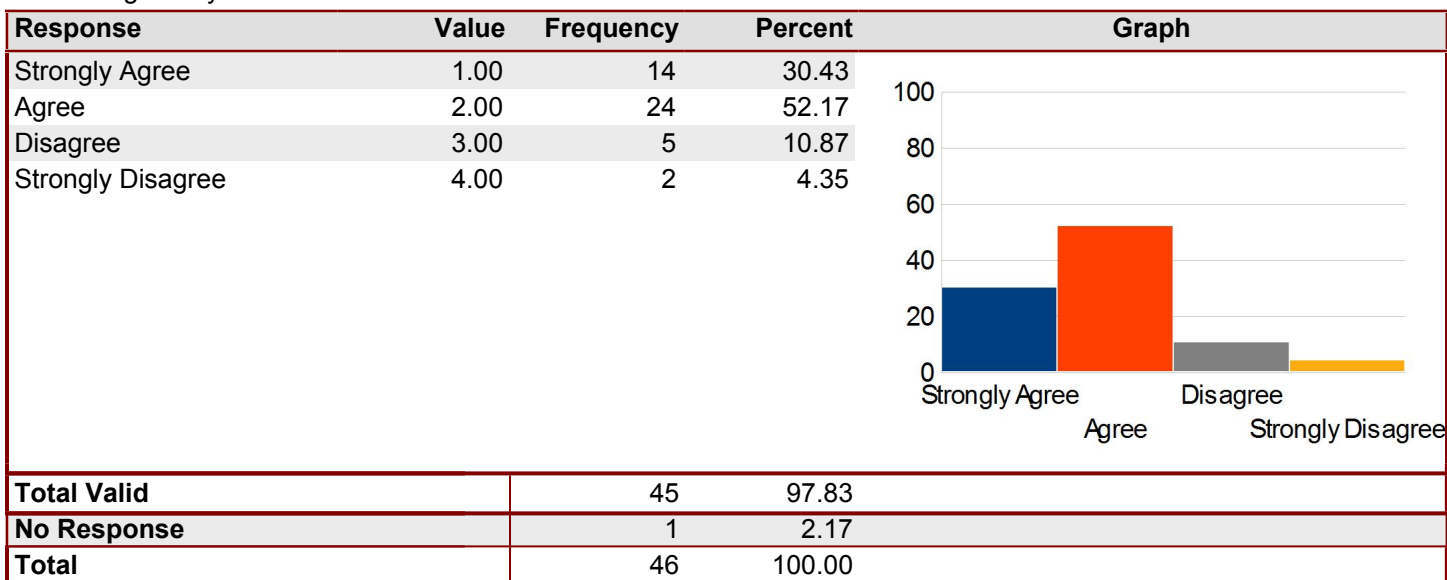 Response Value Frequency Percent Graph
Strongly Agree 1.00 14 30.43
Agree 2.00 24 52.17
Disagree 3.00 5 10.87
Strongly Disagree 4.00 2 4.35
100
80
60
40
20
0
Strongly Agree Disagree
Agree Strongly Disagree
Total Valid 45 97.83
No Response 1 2.17
Total 46 100.00